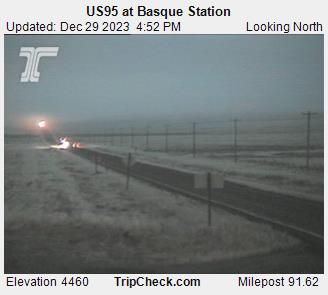 US95 at Basque Station
Updated: Dec 29 2023 4:52 PM Looking North
Elevation 4460 TripCheck.com Milepost 91.62